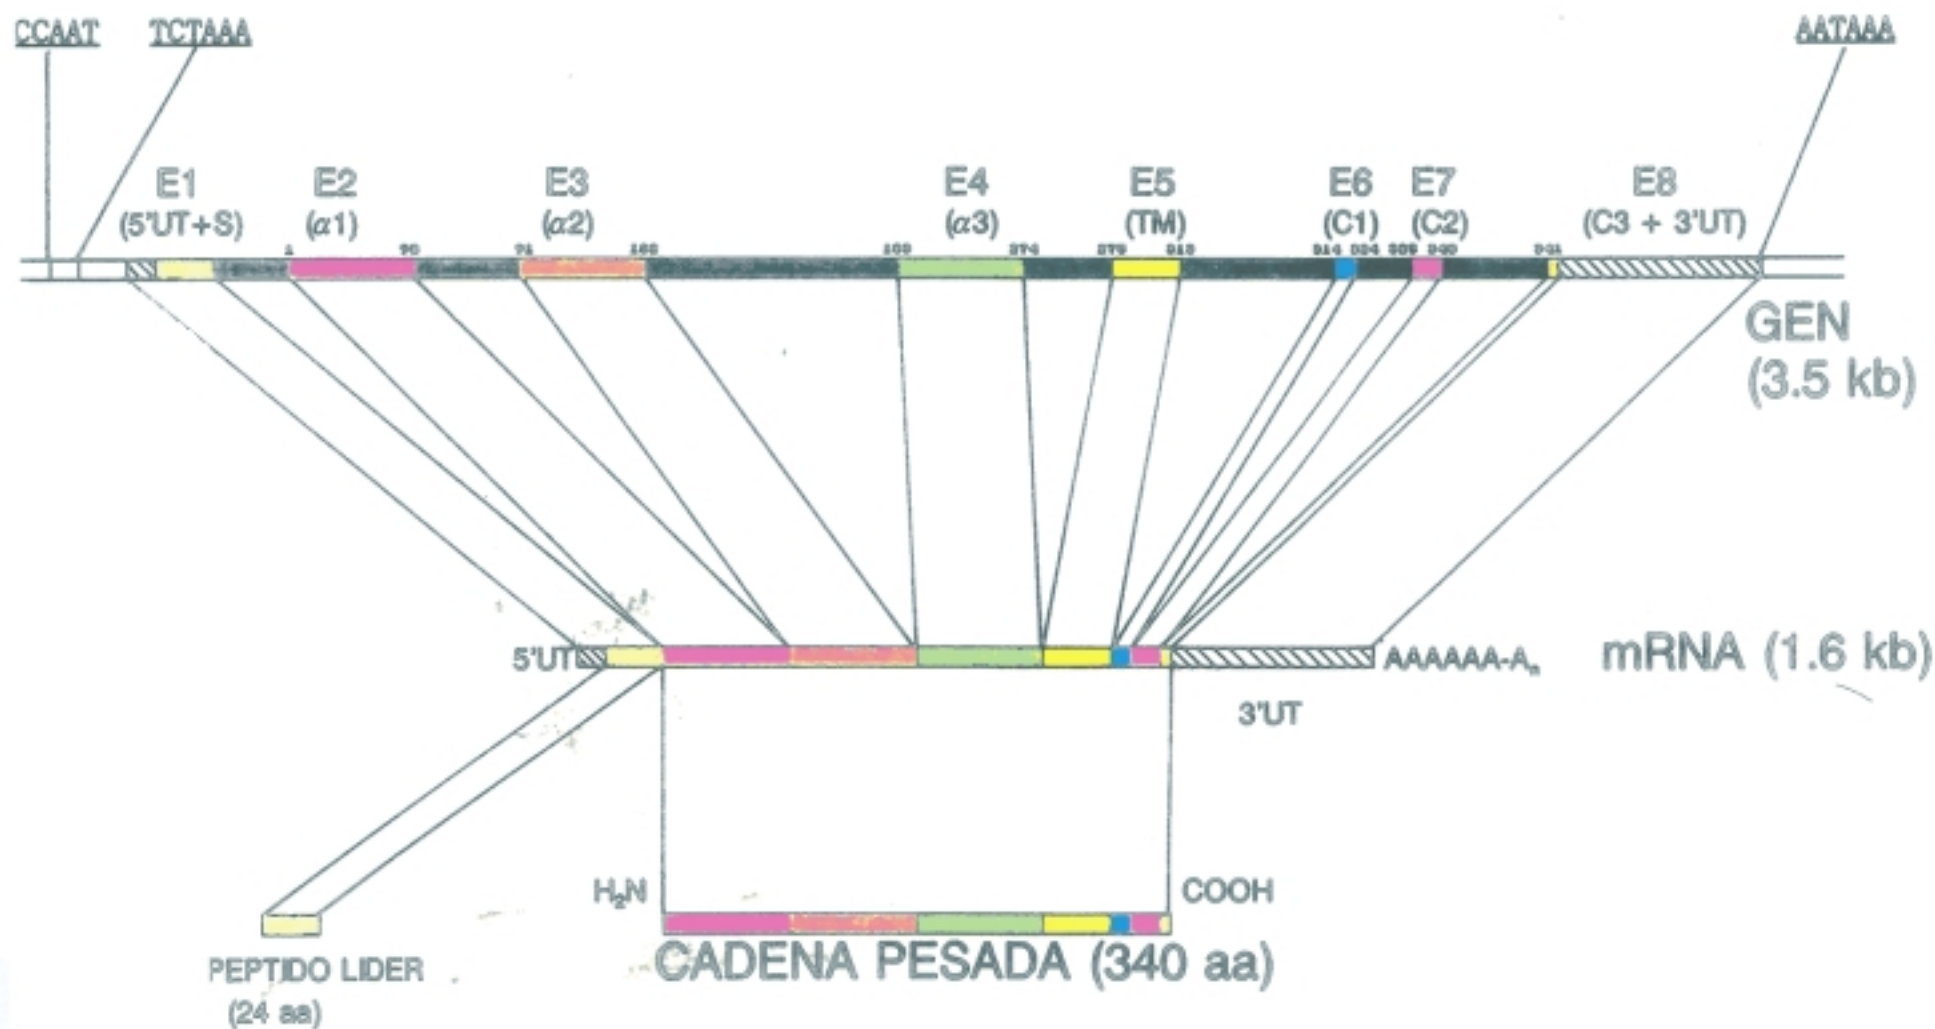 CCAAT TCTAAA AATAAA
E1 E2 E3 E4 E5 E6 E7 E8
(5'UT+S) (α1) (α2) (α3) (TM) (C1) (C2) (C3 + 3'UT)
1 90 91 274
GEN
(3.5 kb)
5'UT AAAAAA-Aₙ mRNA (1.6 kb)
3'UT
H₂N COOH
CADENA PESADA (340 aa)
PEPTIDO LIDER
(24 aa)